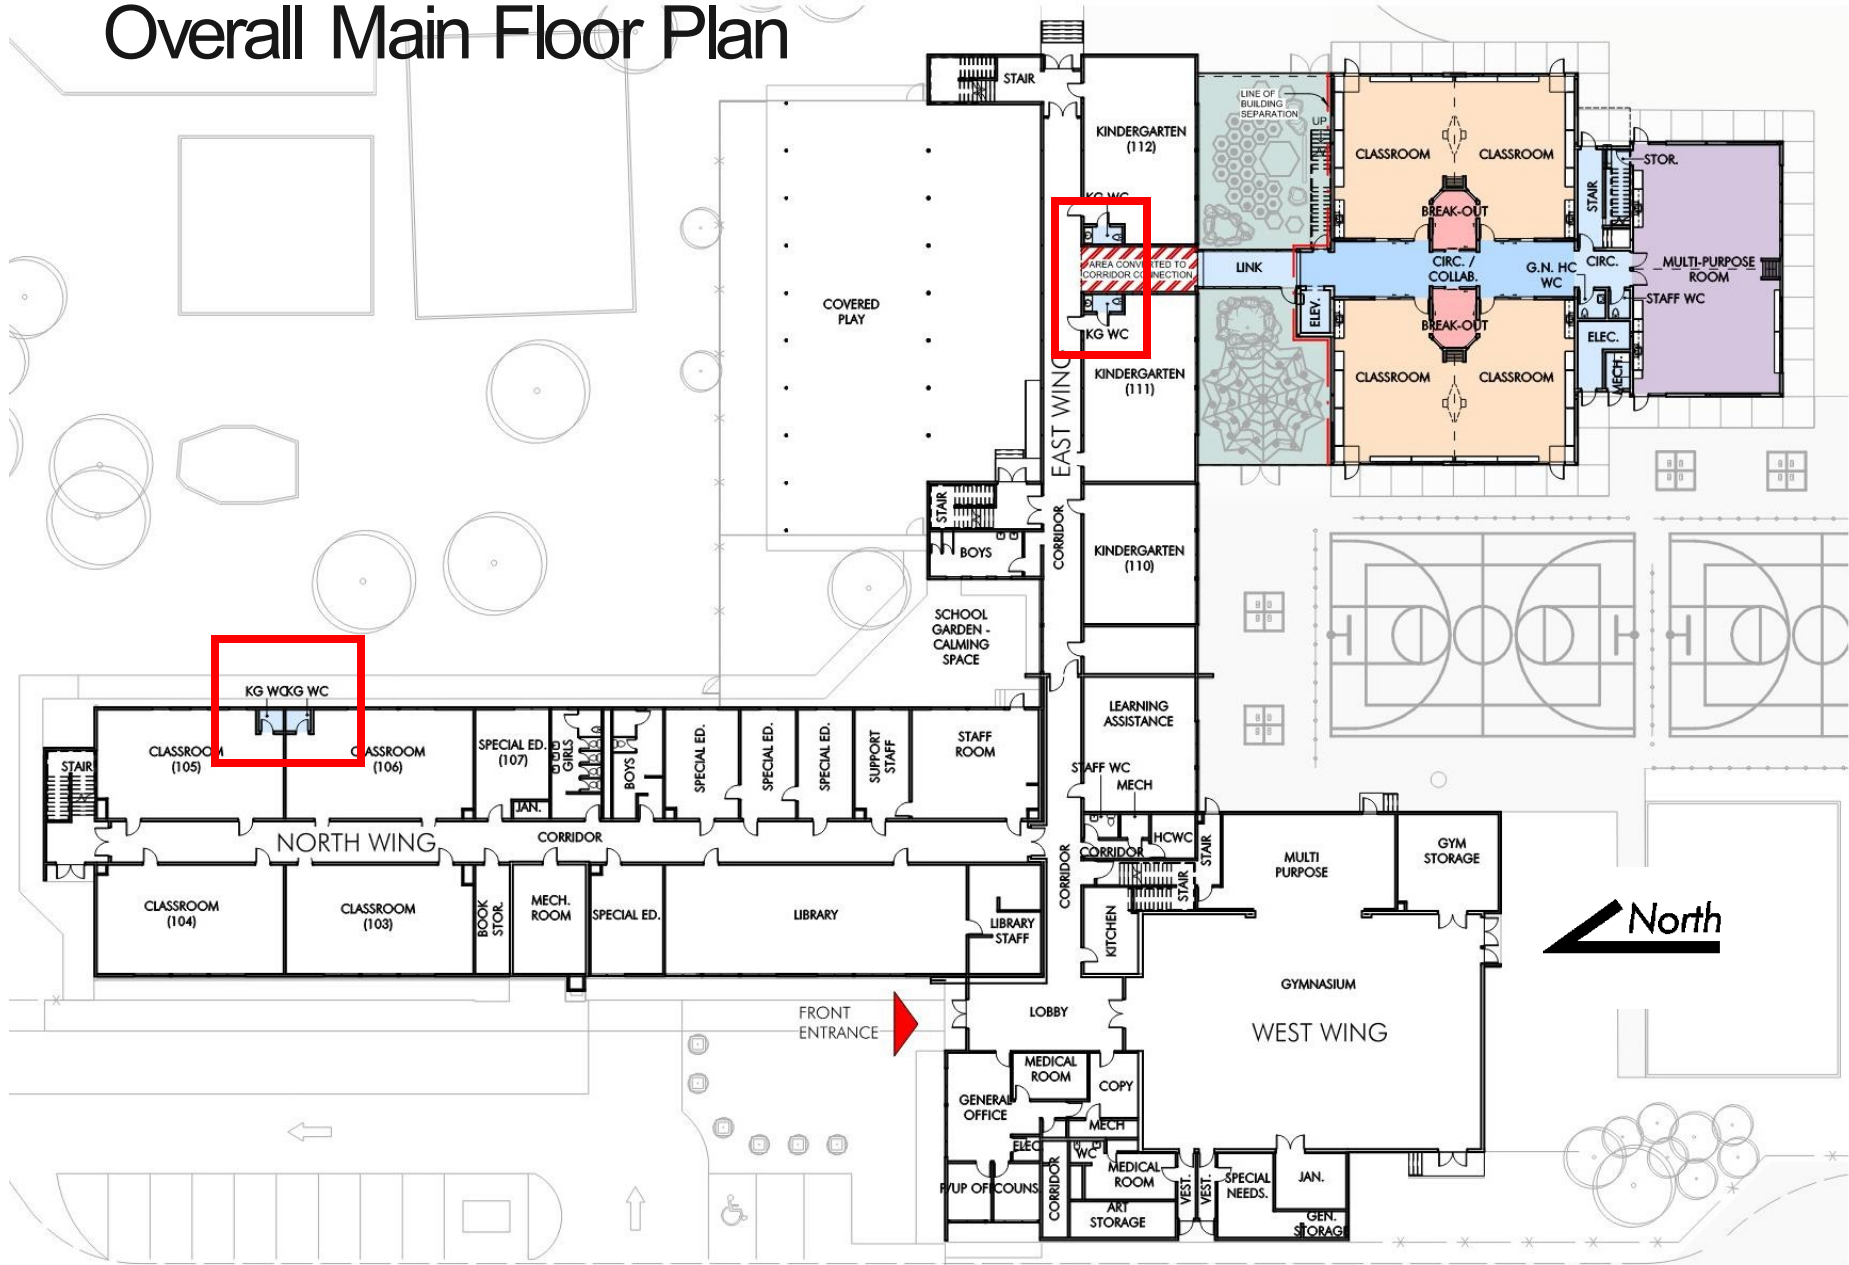 Overall Main Floor Plan
STAIR
KINDERGARTEN
(112)
LINE OF
BUILDING
SEPARATION
UP
CLASSROOM
CLASSROOM
STOR.
STAIR
KG WC
BREAK-OUT
AREA CONVERTED TO
CORRIDOR CONNECTION
LINK
CIRC. /
COLLAB.
G.N. HC
WC
CIRC.
MULTI-PURPOSE
ROOM
STAFF WC
ELEV.
COVERED
PLAY
KG WC
BREAK-OUT
ELEC.
MECH.
EAST WING
KINDERGARTEN
(111)
CLASSROOM
CLASSROOM
STAIR
BOYS
CORRIDOR
KINDERGARTEN
(110)
SCHOOL
GARDEN -
CALMING
SPACE
KG WC
KG WC
LEARNING
ASSISTANCE
STAIR
CLASSROOM
(105)
CLASSROOM
(106)
SPECIAL ED.
(107)
JAN.
GIRLS
BOYS
SPECIAL ED.
SPECIAL ED.
SPECIAL ED.
SUPPORT
STAFF
STAFF
ROOM
STAFF WC
MECH
HCWC
CORRIDOR
STAIR
STAIR
MULTI
PURPOSE
GYM
STORAGE
NORTH WING
CORRIDOR
CORRIDOR
CLASSROOM
(104)
CLASSROOM
(103)
BOOK
STOR.
MECH.
ROOM
SPECIAL ED.
LIBRARY
LIBRARY
STAFF
KITCHEN
North
GYMNASIUM
WEST WING
FRONT
ENTRANCE
LOBBY
MEDICAL
ROOM
COPY
GENERAL
OFFICE
MECH
ELEC
WC
P/UP OF
COUNS
CORRIDOR
MEDICAL
ROOM
ART
STORAGE
VEST.
VEST.
SPECIAL
NEEDS.
JAN.
GEN.
STORAGE